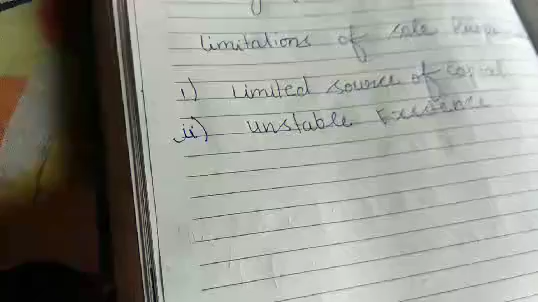 limitations of sole
i) Limited source of capital
ii) unstable Existence